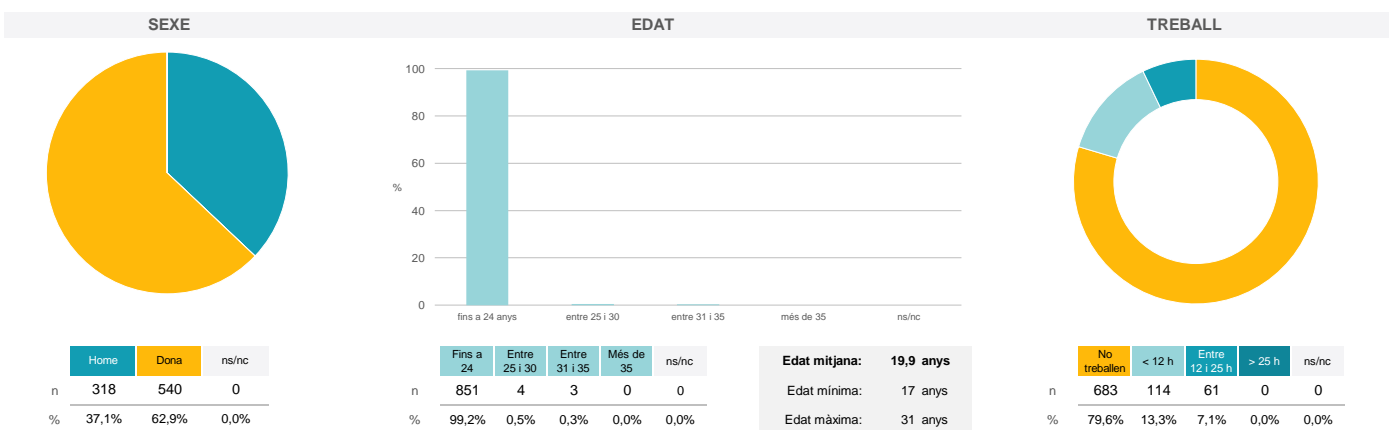 SEXE
EDAT
TREBALL
100
80
60
%
40
20
0
fins a 24 anys entre 25 i 30 entre 31 i 35 més de 35 ns/nc
Home Dona ns/nc
n 318 540 0
% 37,1% 62,9% 0,0%
Fins a 24 Entre 25 i 30 Entre 31 i 35 Més de 35 ns/nc
n 851 4 3 0 0
% 99,2% 0,5% 0,3% 0,0% 0,0%
Edat mitjana: 19,9 anys
Edat mínima: 17 anys
Edat màxima: 31 anys
No treballen < 12 h Entre 12 i 25 h > 25 h ns/nc
n 683 114 61 0 0
% 79,6% 13,3% 7,1% 0,0% 0,0%